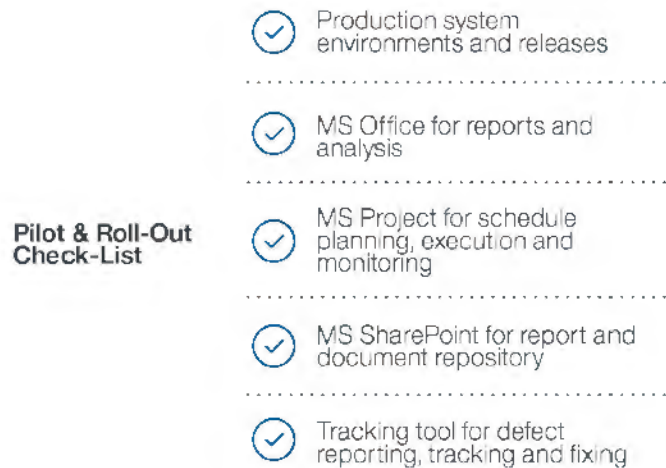 Production system
environments and releases
MS Office for reports and
analysis
Pilot & Roll-Out
Check-List
MS Project for schedule
planning, execution and
monitoring
MS SharePoint for report and
document repository
Tracking tool for defect
reporting, tracking and fixing